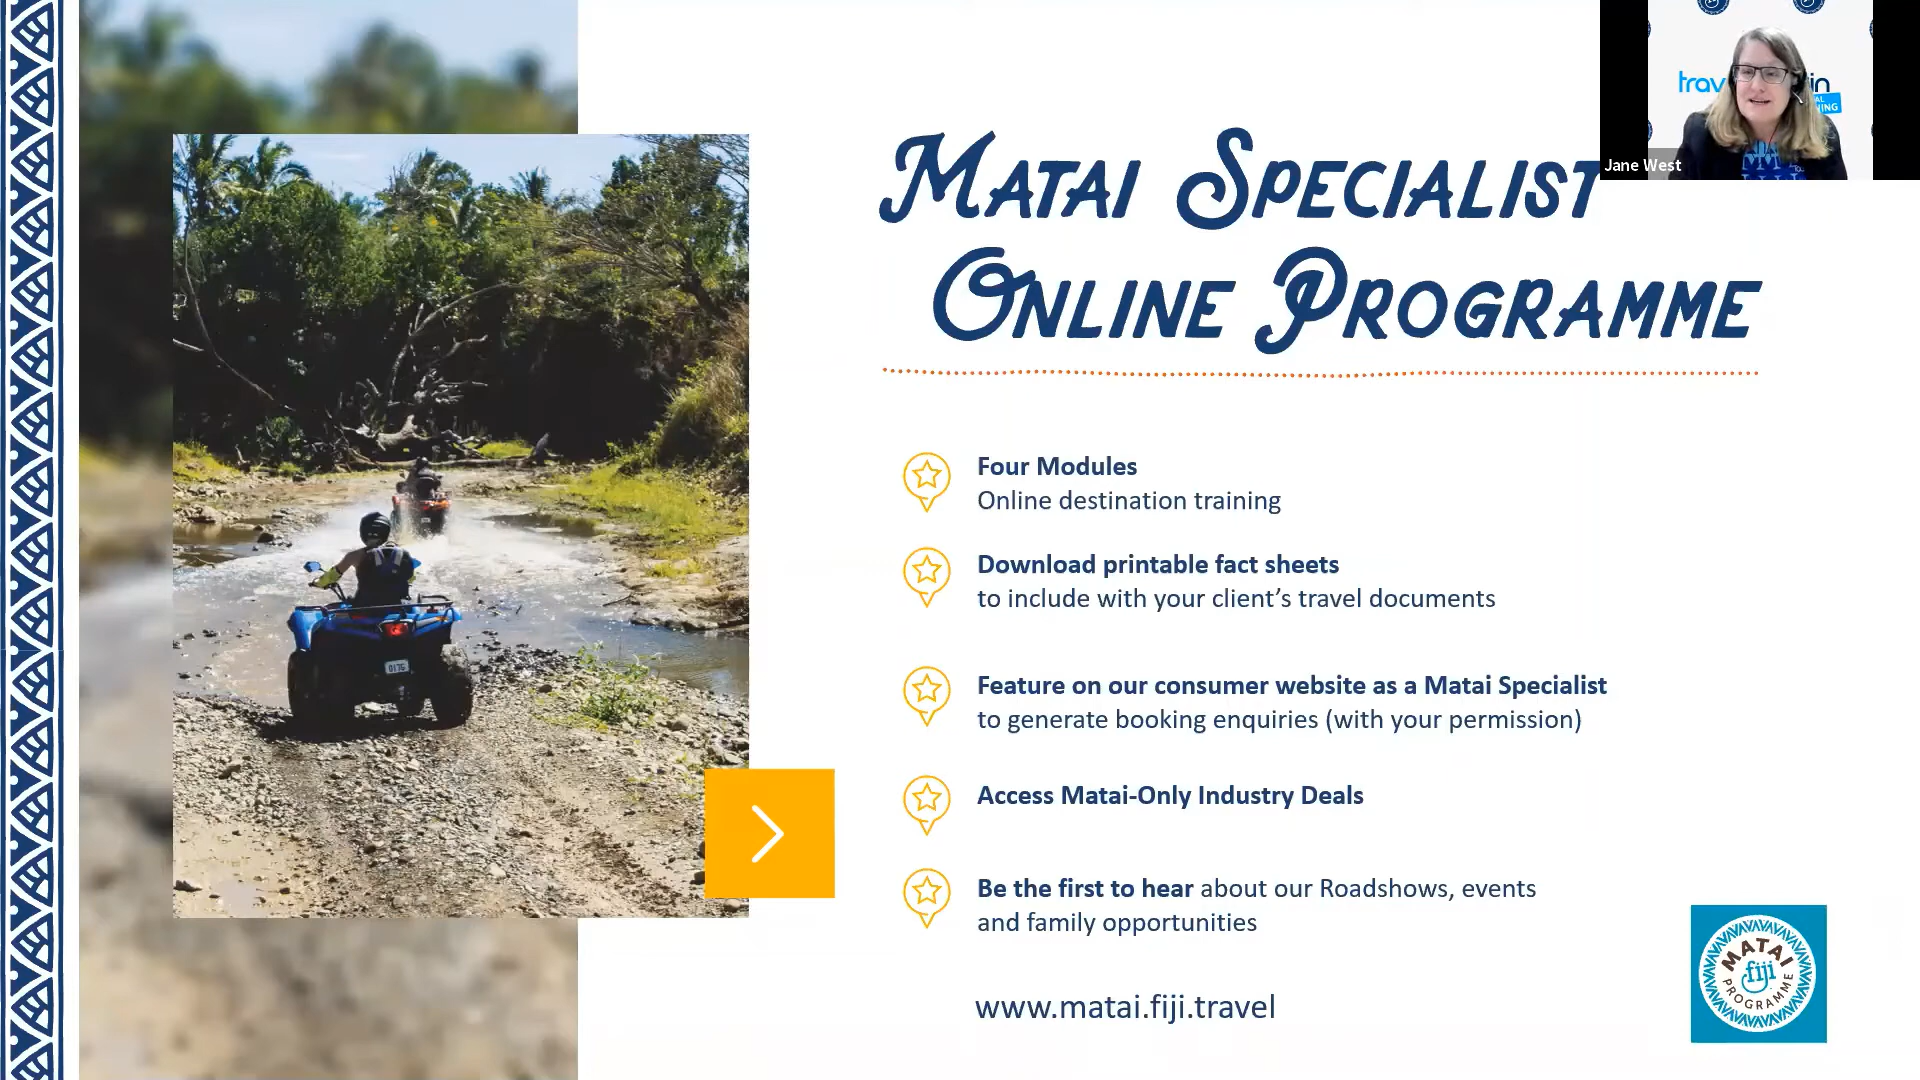 Matai Specialist
Online Programme
Four Modules
Online destination training
Download printable fact sheets
to include with your client's travel documents
Feature on our consumer website as a Matai Specialist
to generate booking enquiries (with your permission)
Access Matai-Only Industry Deals
Be the first to hear about our Roadshows, events
and family opportunities
www.matai.fiji.travel
MATAI
fiji
PROGRAMME
Jane West